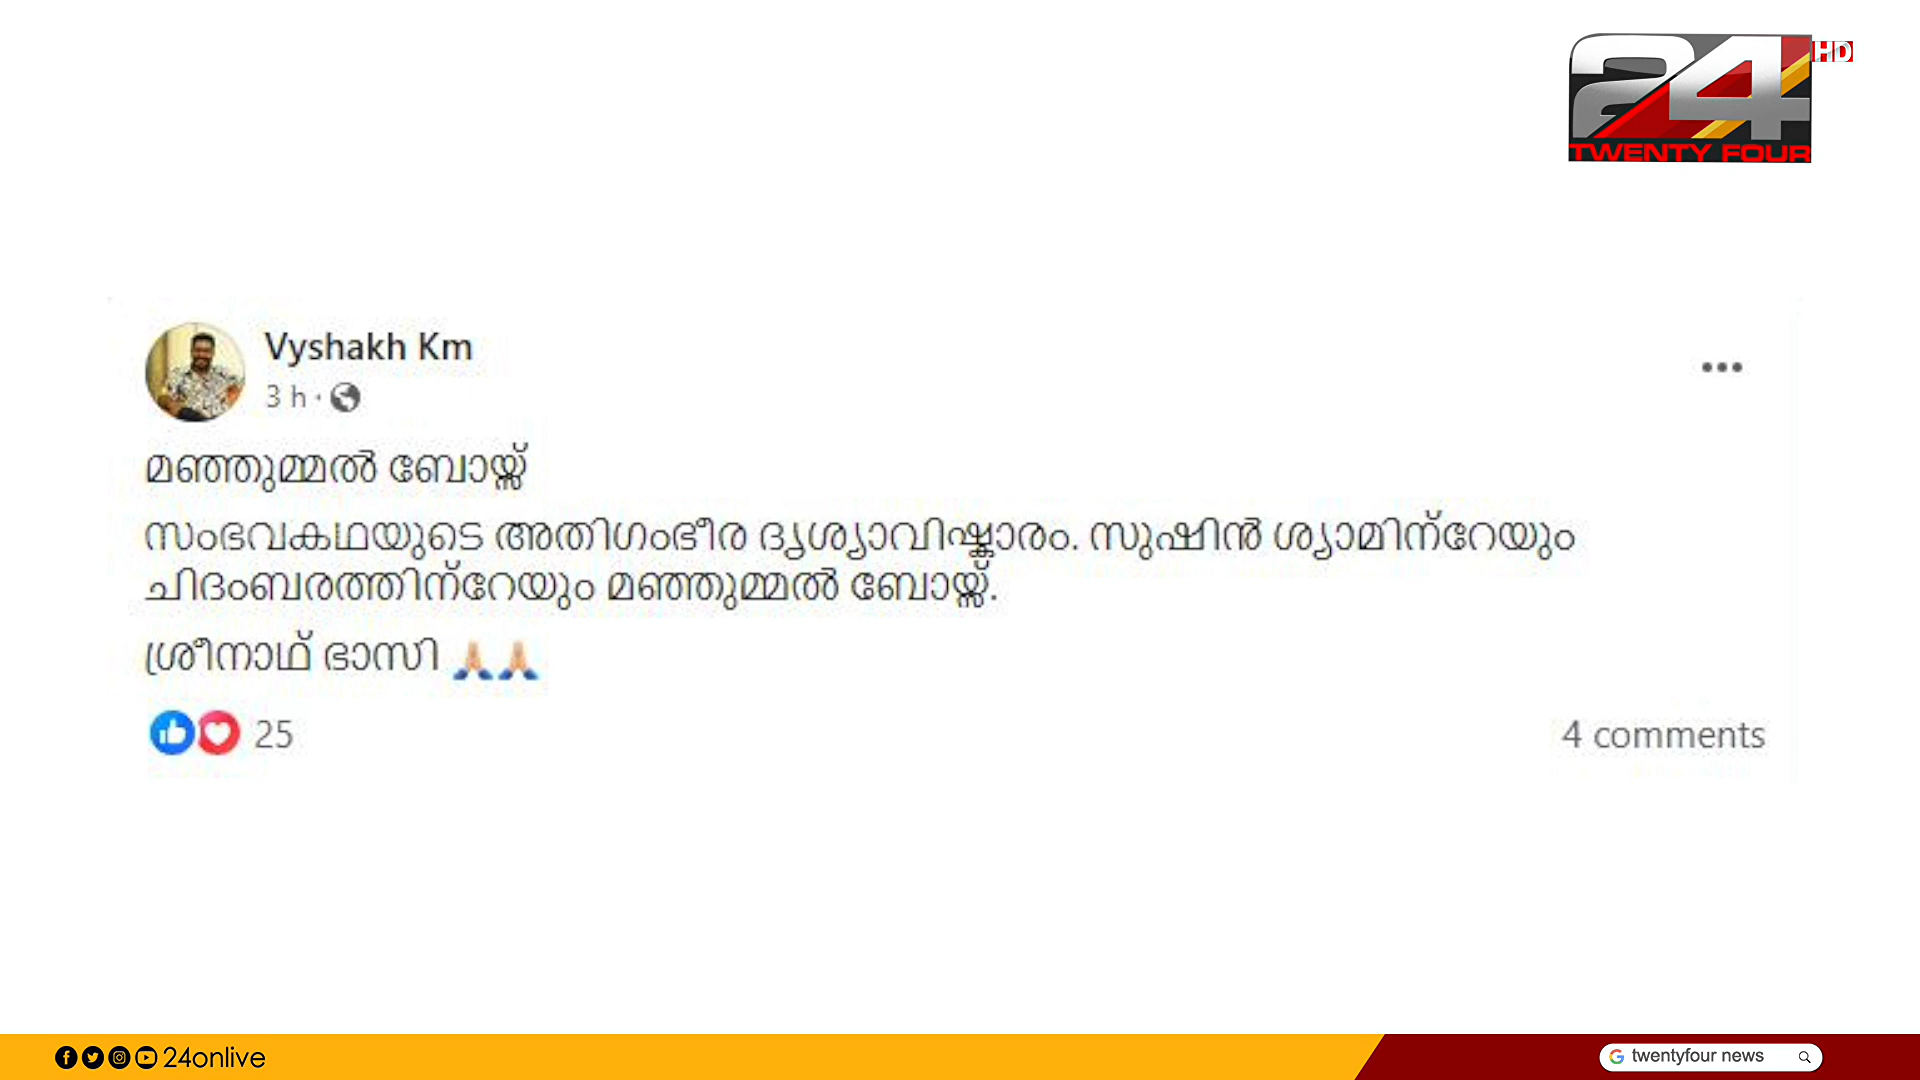 24 HD
TWENTY FOUR
Vyshakh Km
3 h ·
മഞ്ഞുമ്മൽ ബോയ്സ്
സംഭവകഥയുടെ അതിഗംഭീര ദൃശ്യാവിഷ്കാരം. സുഷിൻ ശ്യാമിന്റേയും
ചിദംബരത്തിന്റേയും മഞ്ഞുമ്മൽ ബോയ്സ്.
ശ്രീനാഥ് ഭാസി 🙏🏻🙏🏻
25
4 comments
24onlive
twentyfour news